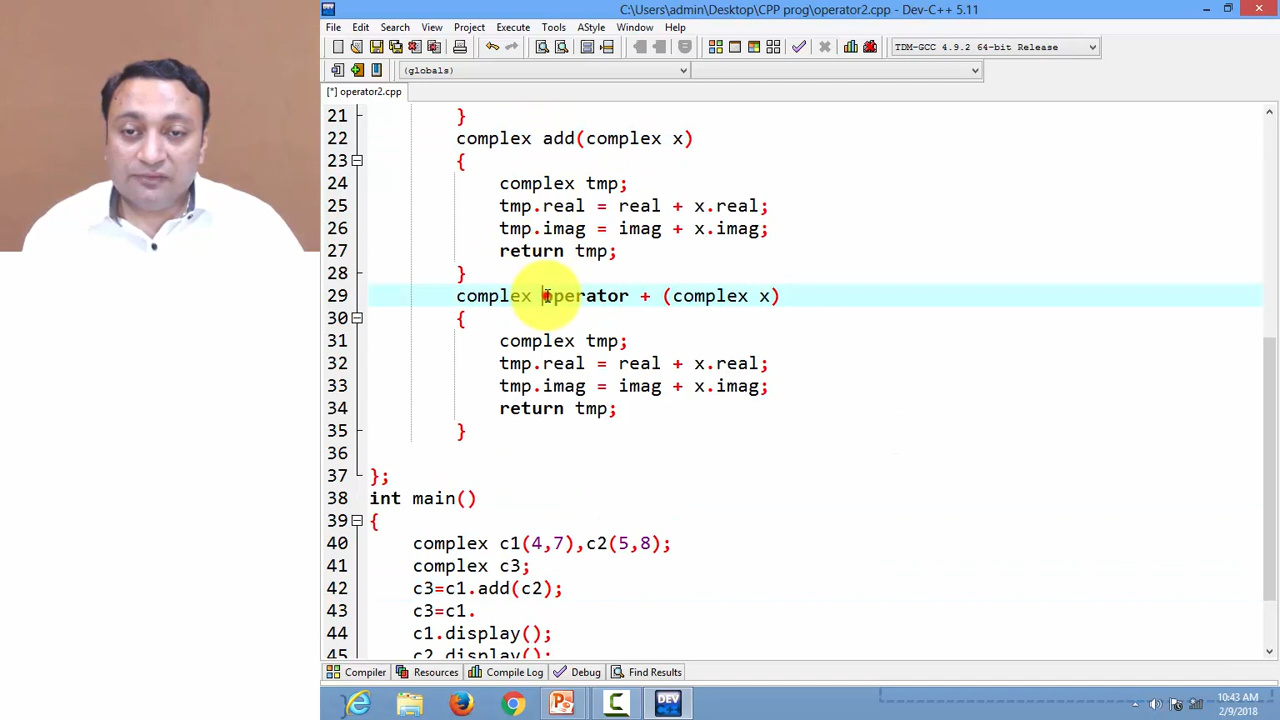 C:\Users\admin\Desktop\CPP prog\operator2.cpp - Dev-C++ 5.11
File Edit Search View Project Execute Tools AStyle Window Help
TDM-GCC 4.9.2 64-bit Release
(globals)
[*] operator2.cpp
21 }
22 complex add(complex x)
23 {
24 complex tmp;
25 tmp.real = real + x.real;
26 tmp.imag = imag + x.imag;
27 return tmp;
28 }
29 complex operator + (complex x)
30 {
31 complex tmp;
32 tmp.real = real + x.real;
33 tmp.imag = imag + x.imag;
34 return tmp;
35 }
36
37 };
38 int main()
39 {
40 complex c1(4,7),c2(5,8);
41 complex c3;
42 c3=c1.add(c2);
43 c3=c1.
44 c1.display();
45 c2.display();
Compiler Resources Compile Log Debug Find Results
DEV
10:43 AM
2/9/2018